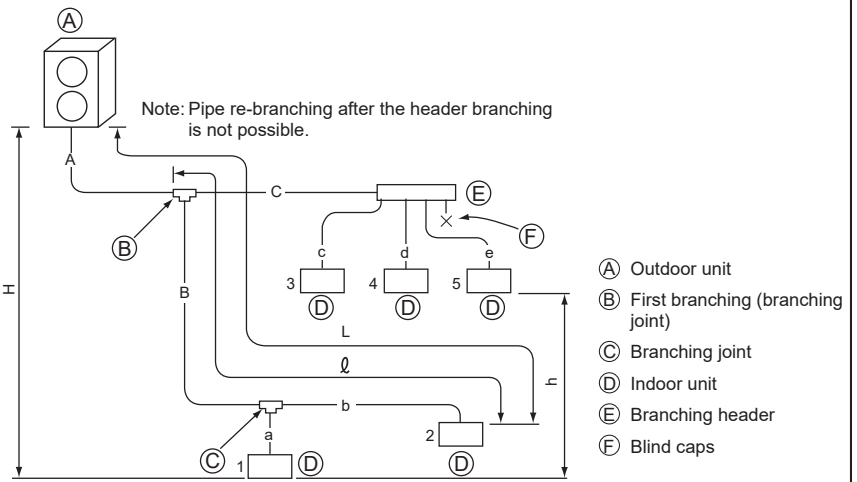 Ⓐ
Note: Pipe re-branching after the header branching
is not possible.
A
C
Ⓔ
Ⓑ
Ⓕ
c
d
e
3
4
5
Ⓓ
Ⓓ
Ⓓ
H
B
L
ℓ
h
b
a
Ⓒ
1
Ⓓ
2
Ⓓ
Ⓐ Outdoor unit
Ⓑ First branching (branching
joint)
Ⓒ Branching joint
Ⓓ Indoor unit
Ⓔ Branching header
Ⓕ Blind caps